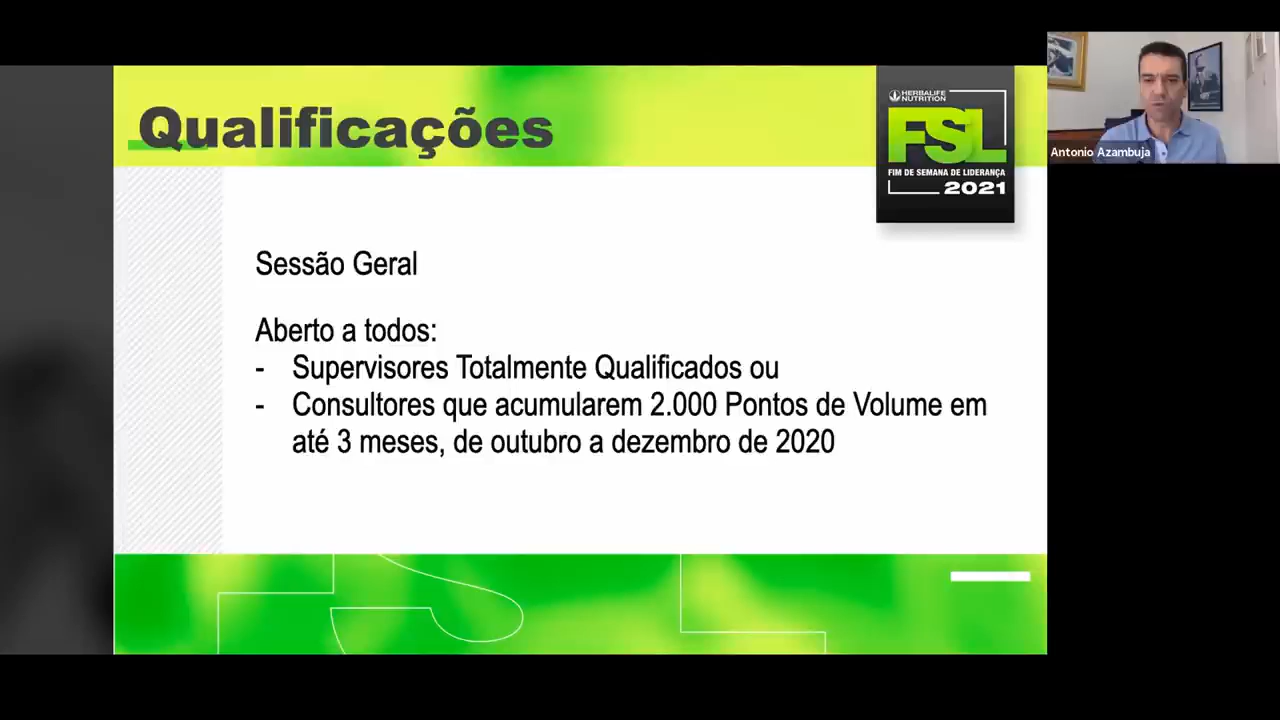 Qualificações
HERBALIFE
NUTRITION
FSL
FIM DE SEMANA DE LIDERANÇA
2021
Antonio Azambuja
Sessão Geral
Aberto a todos:
- Supervisores Totalmente Qualificados ou
- Consultores que acumularem 2.000 Pontos de Volume em
até 3 meses, de outubro a dezembro de 2020